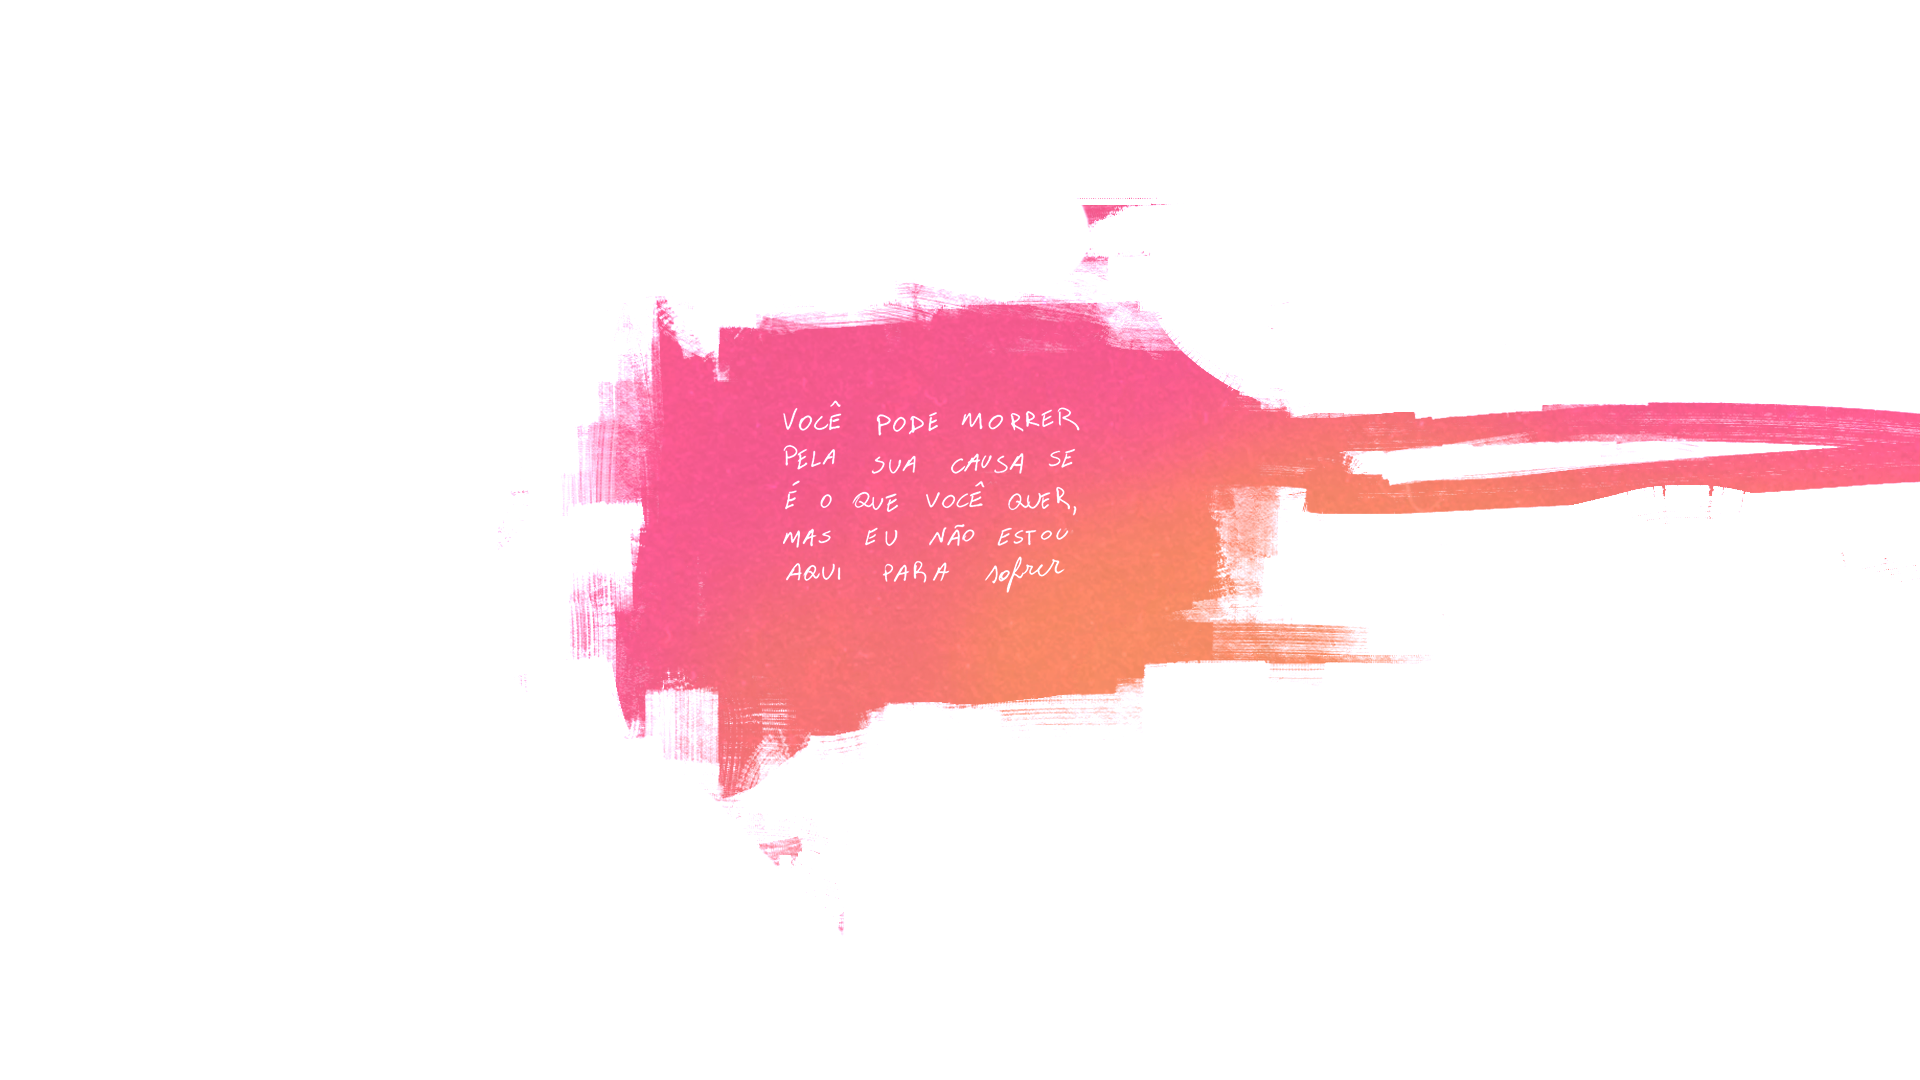 VOCÊ PODE MORRER
PELA SUA CAUSA SE
É O QUE VOCÊ QUER,
MAS EU NÃO ESTOU
AQUI PARA sofrer